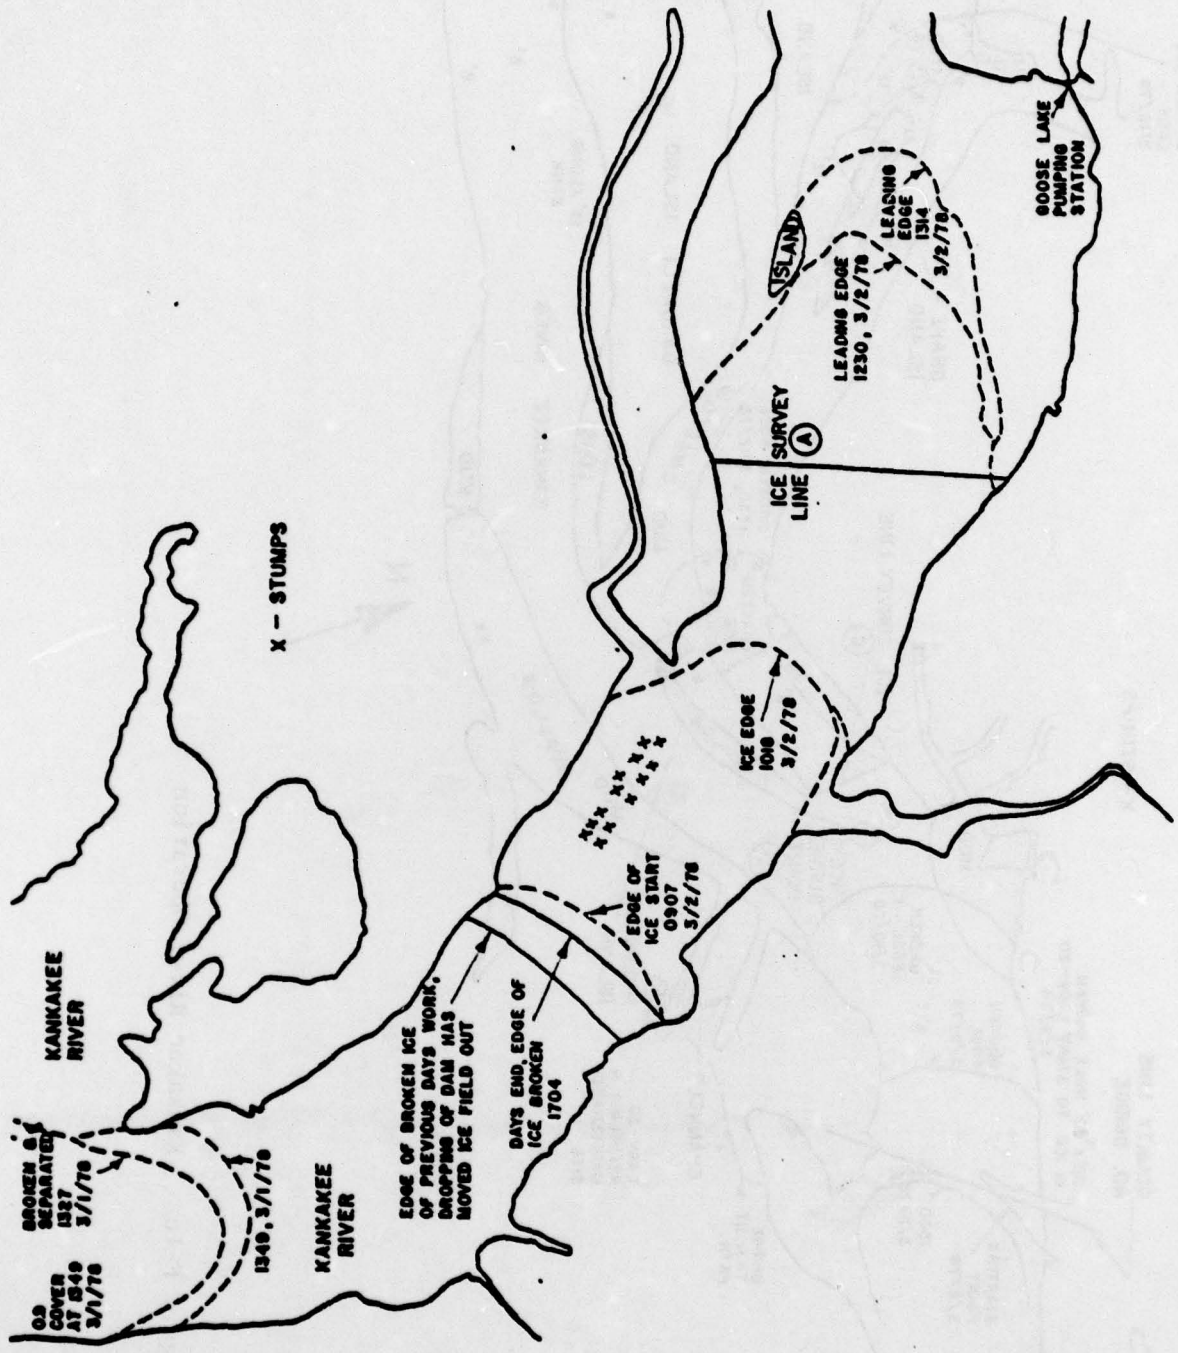 0.9
COVER
AT 1349
3/1/78
BROKEN &
SEPARATED
1327
3/1/78
KANKAKEE
RIVER
1349, 3/1/78
KANKAKEE
RIVER
X - STUMPS
EDGE OF BROKEN ICE
OF PREVIOUS DAYS WORK,
DROPPING OF DAM HAS
MOVED ICE FIELD OUT
DAYS END, EDGE OF
ICE BROKEN
1704
EDGE OF
ICE START
0907
3/2/78
ICE EDGE
1018
3/2/78
ICE SURVEY
LINE A
ISLAND
LEADING EDGE
1230, 3/2/78
LEADING
EDGE
1314
3/2/78
GOOSE LAKE
PUMPING
STATION